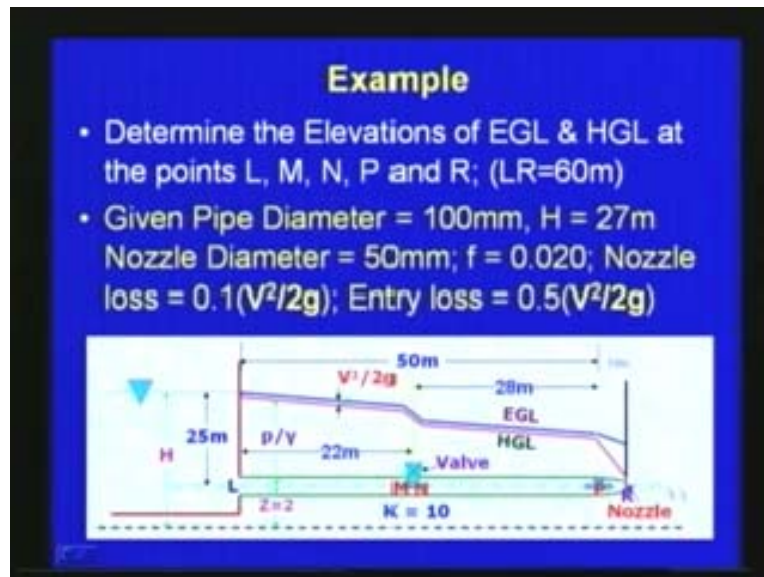 Example
• Determine the Elevations of EGL & HGL at
the points L, M, N, P and R; (LR=60m)
• Given Pipe Diameter = 100mm, H = 27m
Nozzle Diameter = 50mm; f = 0.020; Nozzle
loss = 0.1(V²/2g); Entry loss = 0.5(V²/2g)
50m
V²/2g
28m
EGL
25m
p/γ
HGL
H
22m
Valve
L
M N
P
R
Z=2
K = 10
Nozzle